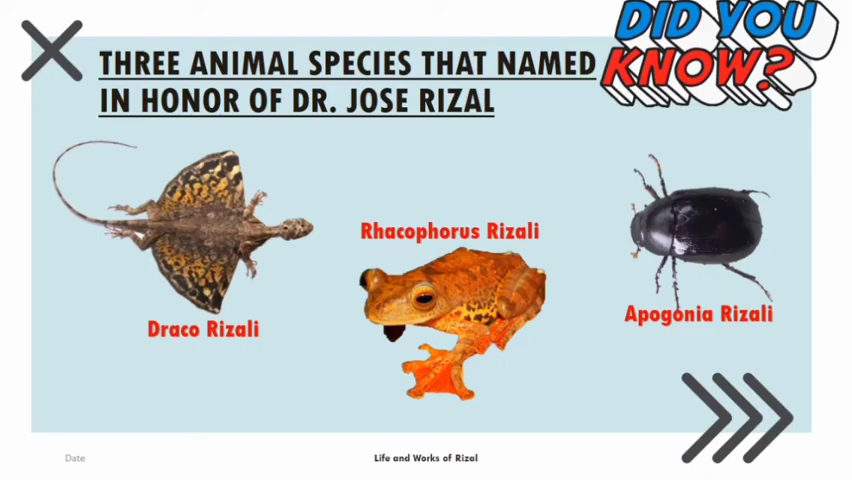 DID YOU
KNOW?
THREE ANIMAL SPECIES THAT NAMED
IN HONOR OF DR. JOSE RIZAL
Rhacophorus Rizali
Apogonia Rizali
Draco Rizali
Date
Life and Works of Rizal